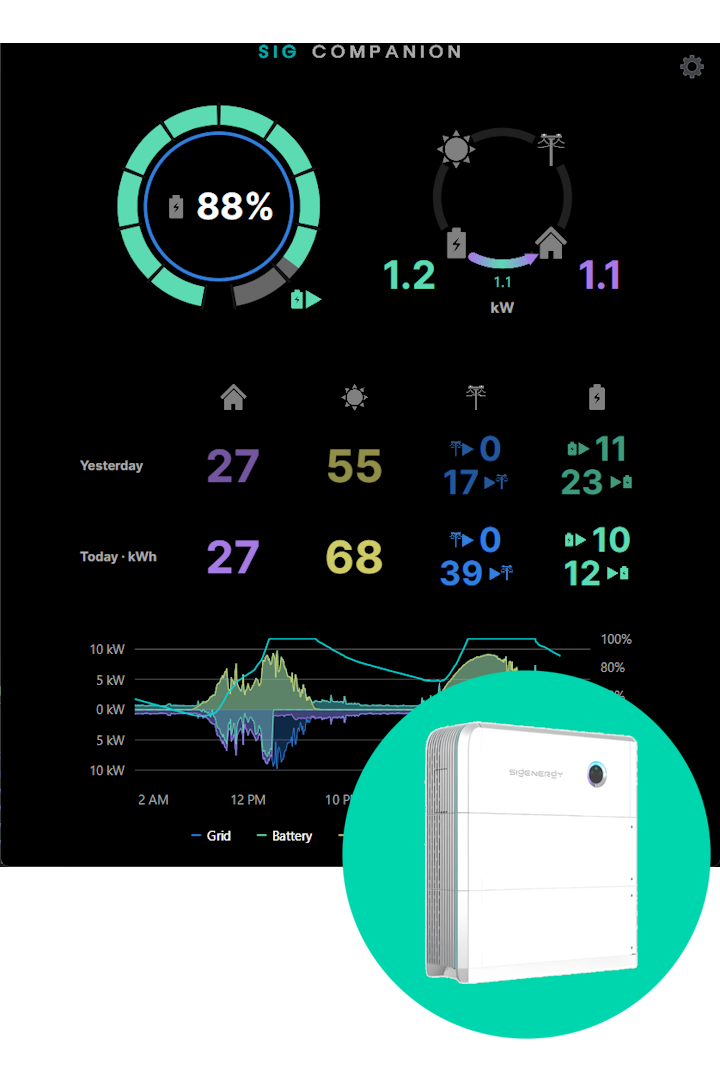 SIG COMPANION
88%
1.2
1.1
1.1
kW
Yesterday
27
55
0
17
11
23
Today · kWh
27
68
0
39
10
12
10 kW
100%
5 kW
80%
0 kW
5 kW
10 kW
2 AM
12 PM
Grid
Battery
SIGENERGY